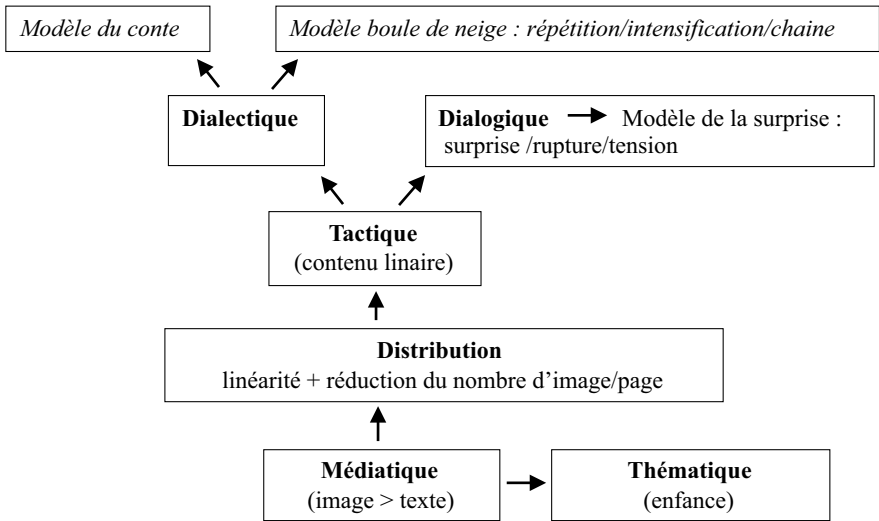 Modèle du conte
Modèle boule de neige : répétition/intensification/chaine
Dialectique
Dialogique Modèle de la surprise :
surprise /rupture/tension
Tactique
(contenu linaire)
Distribution
linéarité + réduction du nombre d’image/page
Médiatique
(image > texte)
Thématique
(enfance)